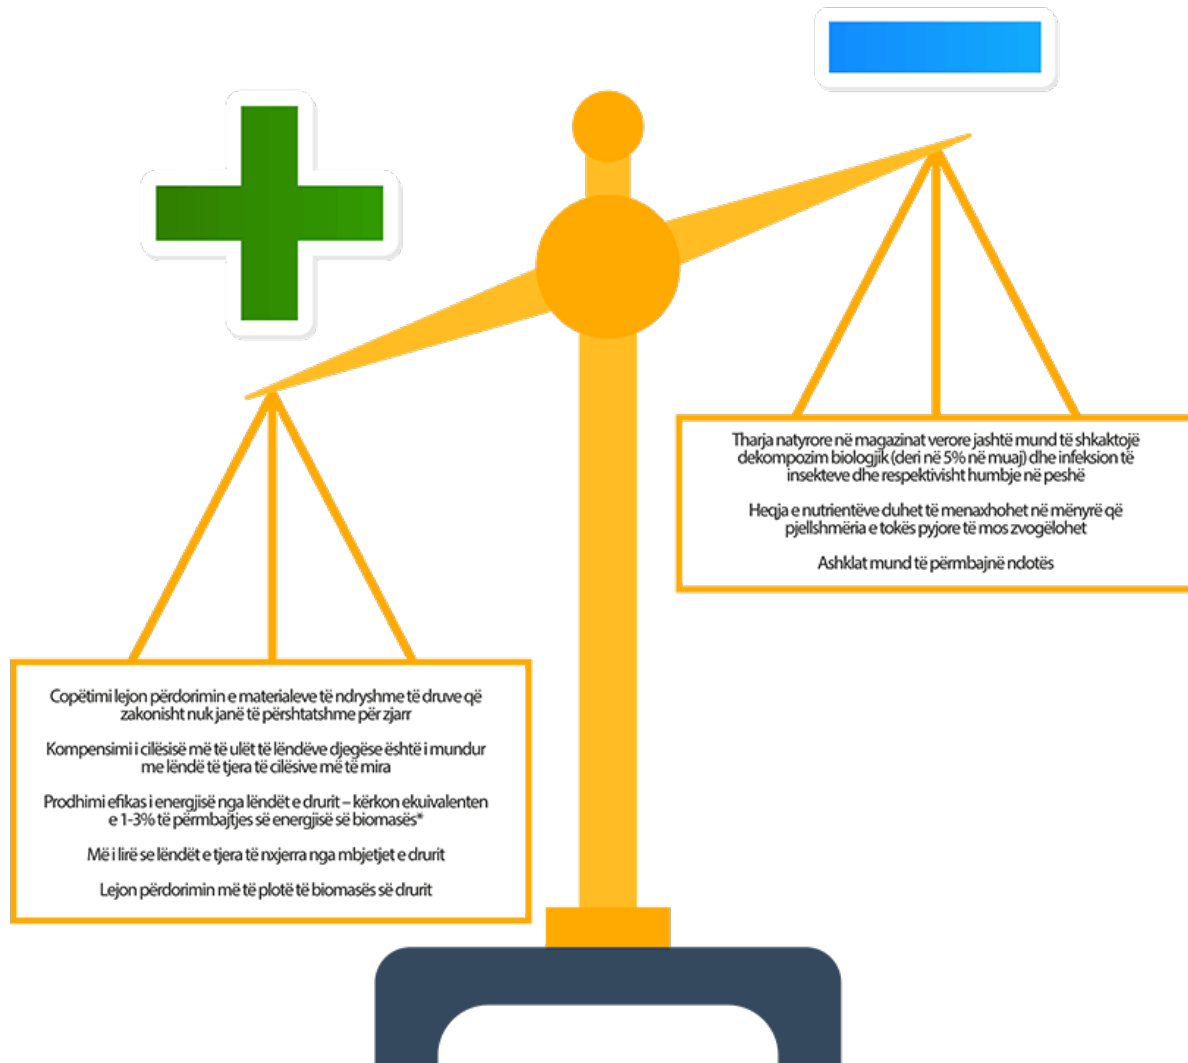 Tharja natyrore në magazinat verore jashtë mund të shkaktojë
dekompozim biologjik (deri në 5% në muaj) dhe infeksion të
insekteve dhe respektivisht humbje në peshë
Heqja e nutrientëve duhet të menaxhohet në mënyrë që
pjellshmëria e tokës pyjore të mos zvogëlohet
Ashklat mund të përmbajnë ndotës
Copëtimi lejon përdorimin e materialeve të ndryshme të druve që
zakonisht nuk janë të përshtatshme për zjarr
Kompensimi i cilësisë më të ulët të lëndëve djegëse është i mundur
me lëndë të tjera të cilësive më të mira
Prodhimi efikas i energjisë nga lëndët e drurit – kërkon ekuivalenten
e 1-3% të përmbajtjes së energjisë së biomasës*
Më i lirë se lëndët e tjera të nxjerra nga mbjetjet e drurit
Lejon përdorimin më të plotë të biomasës së drurit